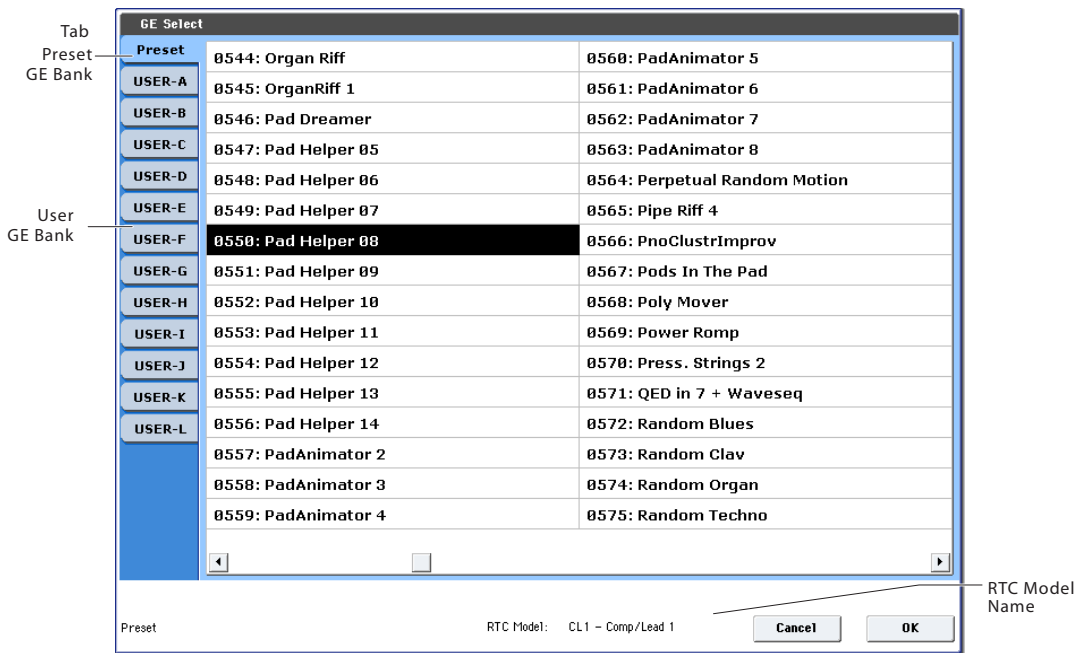 GE Select
Tab
Preset
GE Bank
User
GE Bank
Preset
USER-A
USER-B
USER-C
USER-D
USER-E
USER-F
USER-G
USER-H
USER-I
USER-J
USER-K
USER-L
0544: Organ Riff
0545: OrganRiff 1
0546: Pad Dreamer
0547: Pad Helper 05
0548: Pad Helper 06
0549: Pad Helper 07
0550: Pad Helper 08
0551: Pad Helper 09
0552: Pad Helper 10
0553: Pad Helper 11
0554: Pad Helper 12
0555: Pad Helper 13
0556: Pad Helper 14
0557: PadAnimator 2
0558: PadAnimator 3
0559: PadAnimator 4
0560: PadAnimator 5
0561: PadAnimator 6
0562: PadAnimator 7
0563: PadAnimator 8
0564: Perpetual Random Motion
0565: Pipe Riff 4
0566: PnoClustrImprov
0567: Pods In The Pad
0568: Poly Mover
0569: Power Romp
0570: Press. Strings 2
0571: QED in 7 + Waveseq
0572: Random Blues
0573: Random Clav
0574: Random Organ
0575: Random Techno
RTC Model
Name
Preset
RTC Model: CL1 - Comp/Lead 1
Cancel
OK